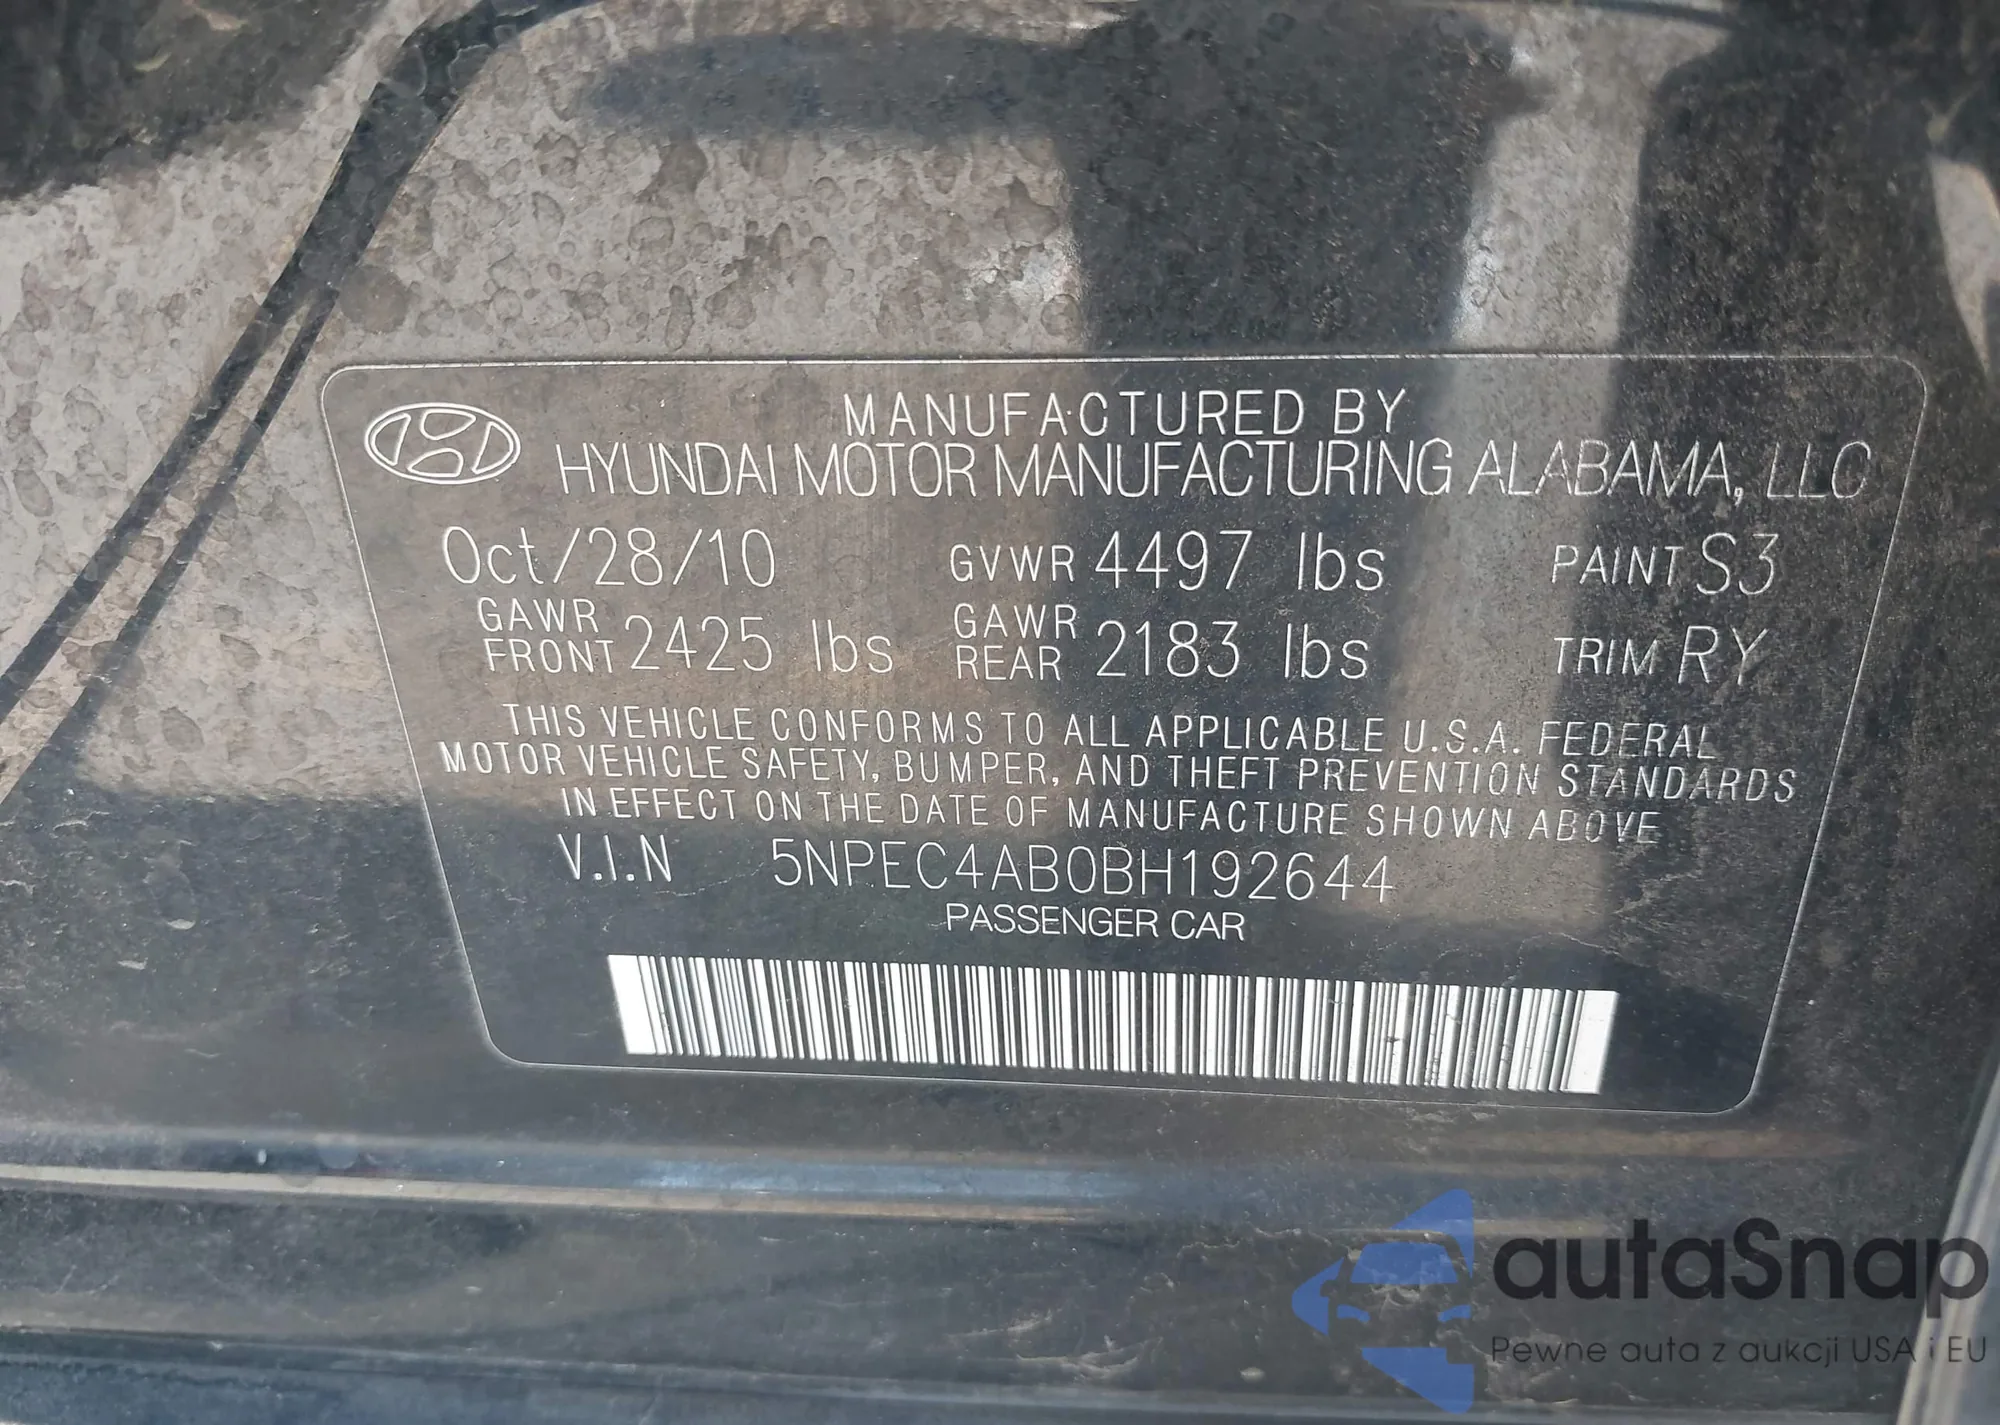 MANUFACTURED BY
HYUNDAI MOTOR MANUFACTURING ALABAMA, LLC
Oct/28/10 GVWR 4497 lbs PAINT S3
GAWR FRONT 2425 lbs GAWR REAR 2183 lbs TRIM RY
THIS VEHICLE CONFORMS TO ALL APPLICABLE U.S.A. FEDERAL
MOTOR VEHICLE SAFETY, BUMPER, AND THEFT PREVENTION STANDARDS
IN EFFECT ON THE DATE OF MANUFACTURE SHOWN ABOVE
V.I.N 5NPEC4AB0BH192644
PASSENGER CAR
autaSnap
Pewne auta z aukcji USA i EU